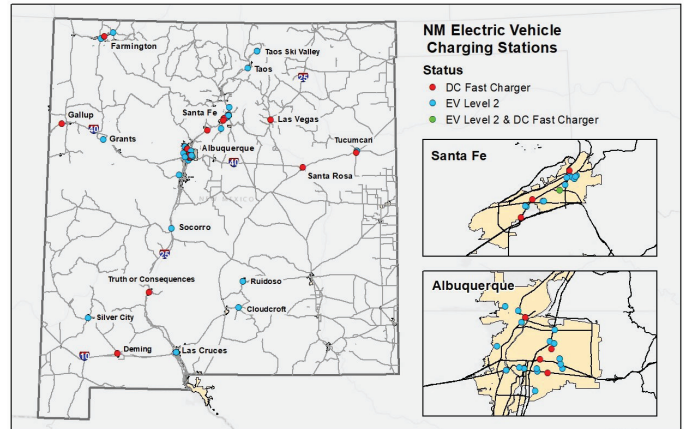 NM Electric Vehicle
Charging Stations
Status
DC Fast Charger
EV Level 2
EV Level 2 & DC Fast Charger
Farmington
Taos Ski Valley
Taos
25
Gallup
40
Santa Fe
Las Vegas
Grants
Albuquerque
40
Tucumcari
Santa Rosa
NEW MEXICO
Socorro
25
Truth or Consequences
Ruidoso
Cloudcroft
Silver City
10
Deming
Las Cruces
Santa Fe
Albuquerque